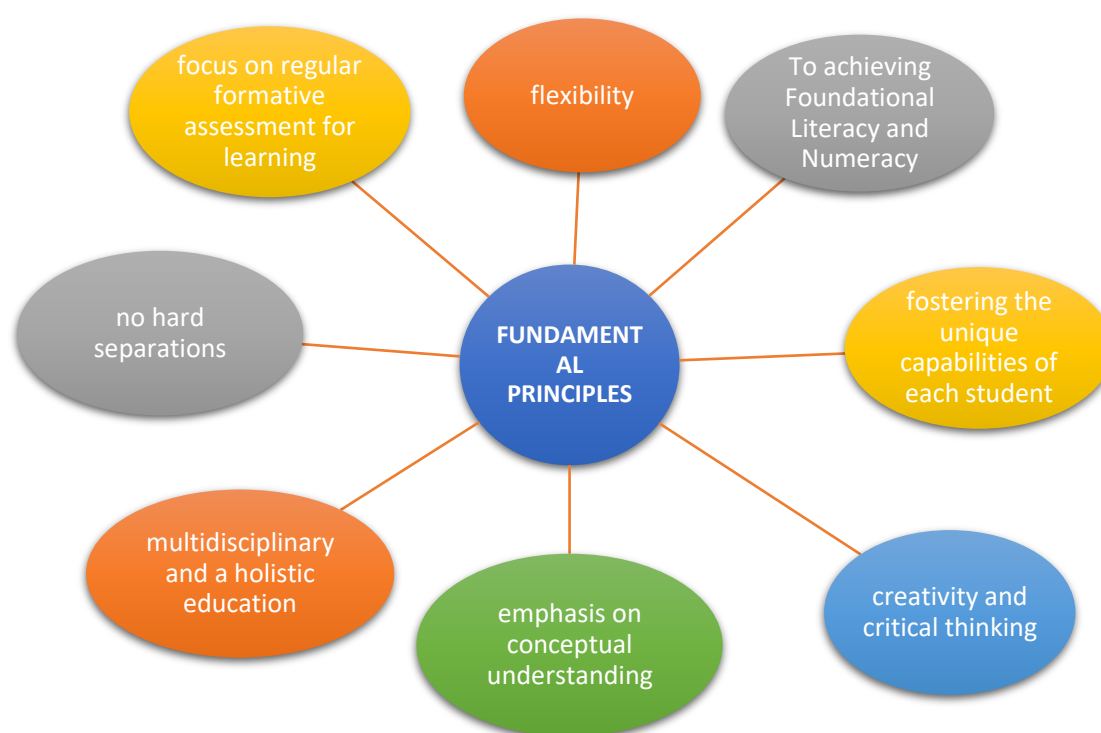 focus on regular
formative
assessment for
learning
flexibility
To achieving
Foundational
Literacy and
Numeracy
no hard
separations
FUNDAMENT
AL
PRINCIPLES
fostering the
unique
capabilities of
each student
multidisciplinary
and a holistic
education
emphasis on
conceptual
understanding
creativity and
critical thinking